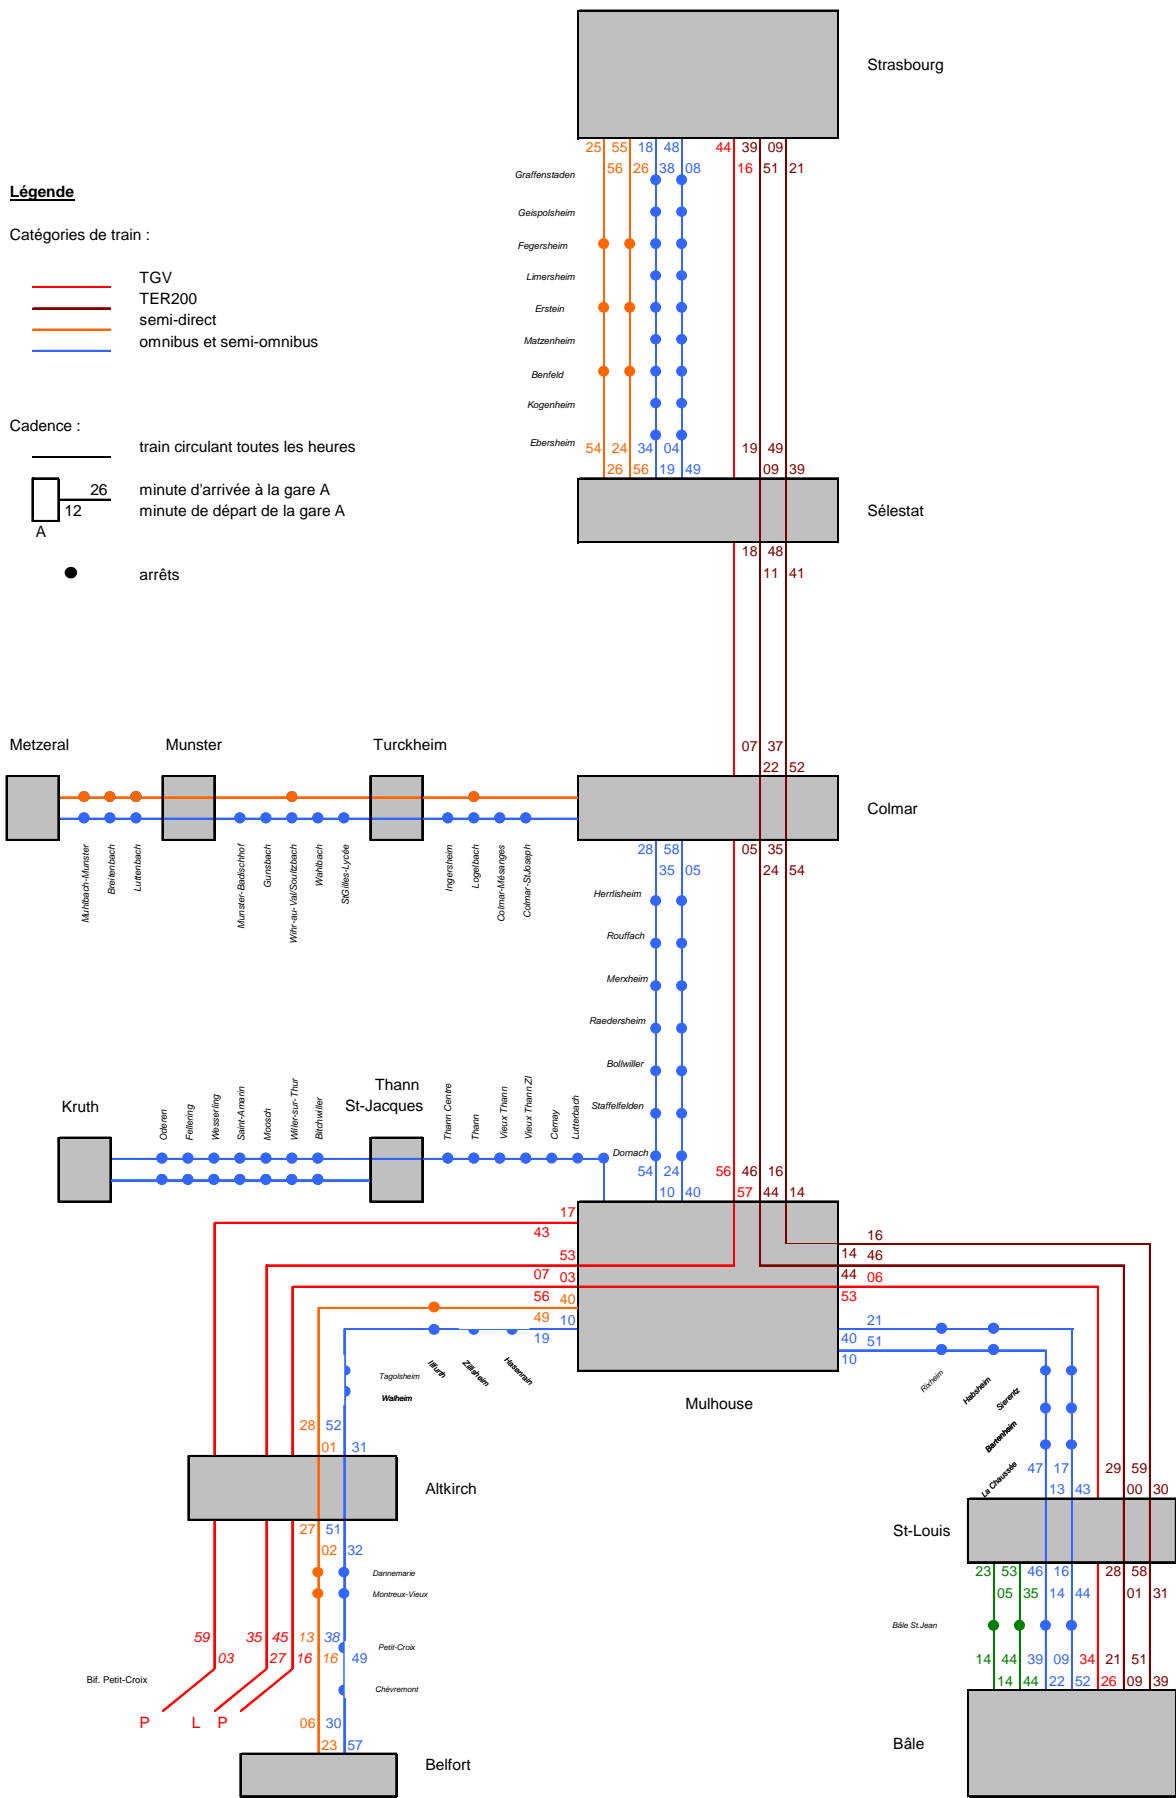 Strasbourg
25 55 18 48 44 39 09
56 26 38 08 16 51 21
Graffenstaden
Légende
Geispolsheim
Catégories de train :
Fegersheim
TGV
Limersheim
TER200
Erstein
semi-direct
omnibus et semi-omnibus
Matzenheim
Benfeld
Kogenheim
Cadence :
Ebersheim
train circulant toutes les heures
54 24 34 04 19 49
26 56 19 49 09 39
26
minute d'arrivée à la gare A
12
minute de départ de la gare A
A
Sélestat
18 48
11 41
arrêts
Metzeral
Munster
Turckheim
07 37
22 52
Colmar
Muhlbach-Munster
Breitenbach
Luttenbach
Munster-Badischhof
Gunsbach
Wihr-au-Val/Soultzbach
Wahlbach
StGilles-Lycée
Ingersheim
Logelbach
Colmar-Mésanges
Colmar-StJoseph
28 58 05 35
35 05 24 54
Herrlisheim
Rouffach
Merxheim
Raedersheim
Bollwiller
Staffelfelden
Dornach
Kruth
Oderen
Fellering
Wesserling
Saint-Amarin
Moosch
Willer-sur-Thur
Bitchwiller
Thann
St-Jacques
Thann Centre
Thann
Vieux Thann
Vieux Thann ZI
Cernay
Lutterbach
54 24 56 46 16
10 40 57 44 14
17
43
53
07 03
56 40
49 10
19
16
14 46
44 06
53
21
40 51
10
Mulhouse
Illfurth
Zillisheim
Hasenrain
Tagolsheim
Walheim
Rixheim
Habsheim
Sierentz
Bartenheim
La Chaussée
28 52
01 31
Altkirch
27 51
02 32
47 17 29 59
13 43 00 30
St-Louis
23 53 46 16 28 58
05 35 14 44 01 31
Dannemarie
Montreux-Vieux
Bâle St.Jean
59 35 45 13 38
Petit-Croix
03 27 16 16 49
Bif. Petit-Croix
Chèvremont
14 44 39 09 34 21 51
14 44 22 52 26 09 39
P L P
06 30
23 57
Belfort
Bâle